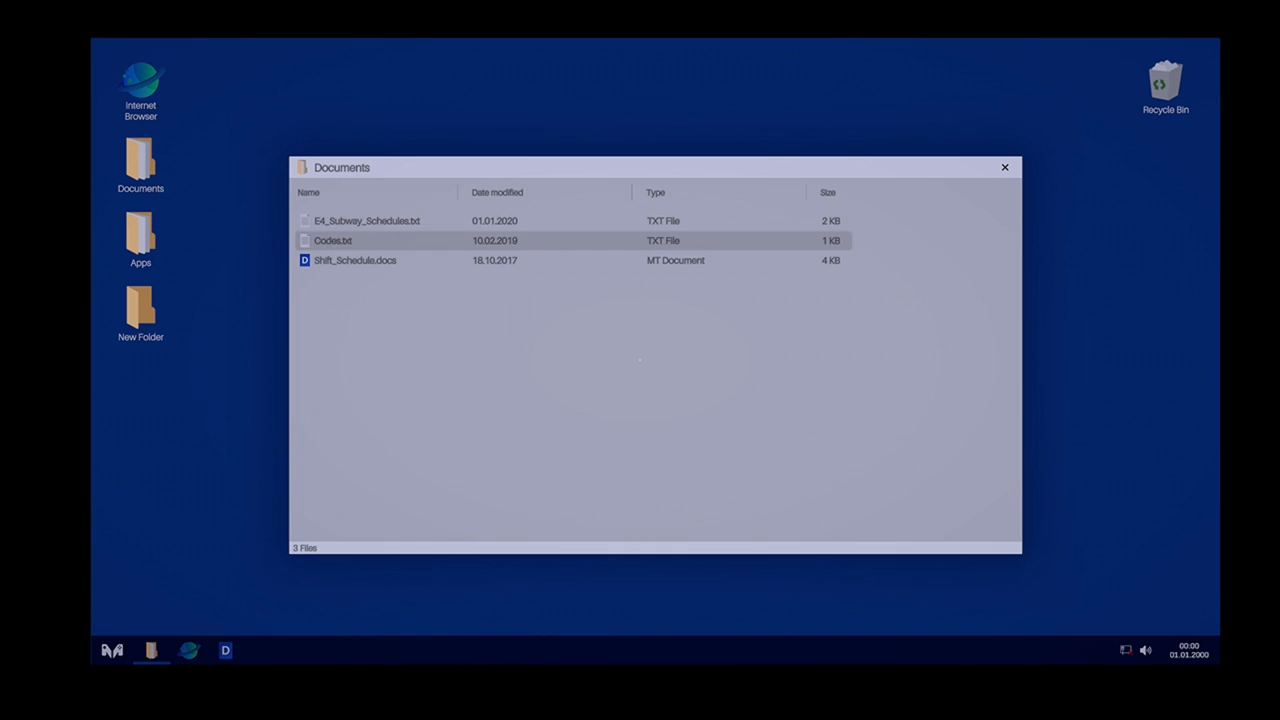 Internet
Browser
Recycle Bin
Documents
Apps
New Folder
Documents
Name Date modified Type Size
E4_Subway_Schedules.txt 01.01.2020 TXT File 2 KB
Codes.txt 10.02.2019 TXT File 1 KB
D Shift_Schedule.docs 18.10.2017 MT Document 4 KB
3 Files
D
00:00
01.01.2000